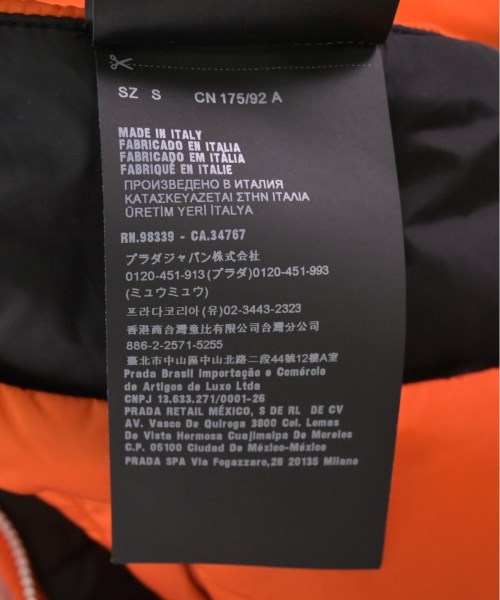 SZ S CN 175/92 A
MADE IN ITALY
FABRICADO EN ITALIA
FABRICADO EM ITÁLIA
FABRIQUÉ EN ITALIE
ПРОИЗВЕДЕНО В ИТАЛИЯ
ΚΑΤΑΣΚΕΥΑΖΕΤΑΙ ΣΤΗΝ ΙΤΑΛΙΑ
ÜRETİM YERİ İTALYA
RN.98339 - CA.34767
プラダジャパン株式会社
0120-451-913(プラダ)0120-451-993
(ミュウミュウ)
프라다코리아 (유)02-3443-2323
香港商台灣童比有限公司台灣分公司
886-2-2571-5255
臺北市中山區中山北路二段44號12樓A室
Prada Brasil Importação e Comércio
de Artigos de Luxo Ltda
CNPJ 13.633.271/0001-26
PRADA RETAIL MÉXICO, S DE RL DE CV
AV. Vasco De Quiroga 3800 Col. Lomas
De Vista Hermosa Cuajimalpa De Morelos
C.P. 05100 Ciudad De México-México
PRADA SPA Via Fogazzaro,28 20135 Milano